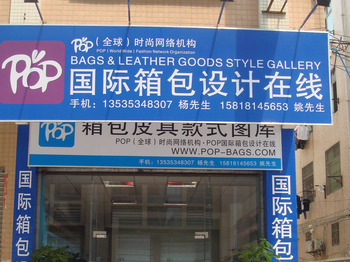 POP（全球）时尚网络机构
POP (World Wide) Fashion Network Organization
BAGS & LEATHER GOODS STYLE GALLERY
POP
国际箱包设计在线
手机：13535348307 杨先生 15818145653 姚先生
POP
箱包皮具款式图库
POP（全球）时尚网络机构·POP国际箱包设计在线
WWW.POP-BAGS.COM
13535348307 杨先生 15818145653 姚先生
国际箱包
国际箱包